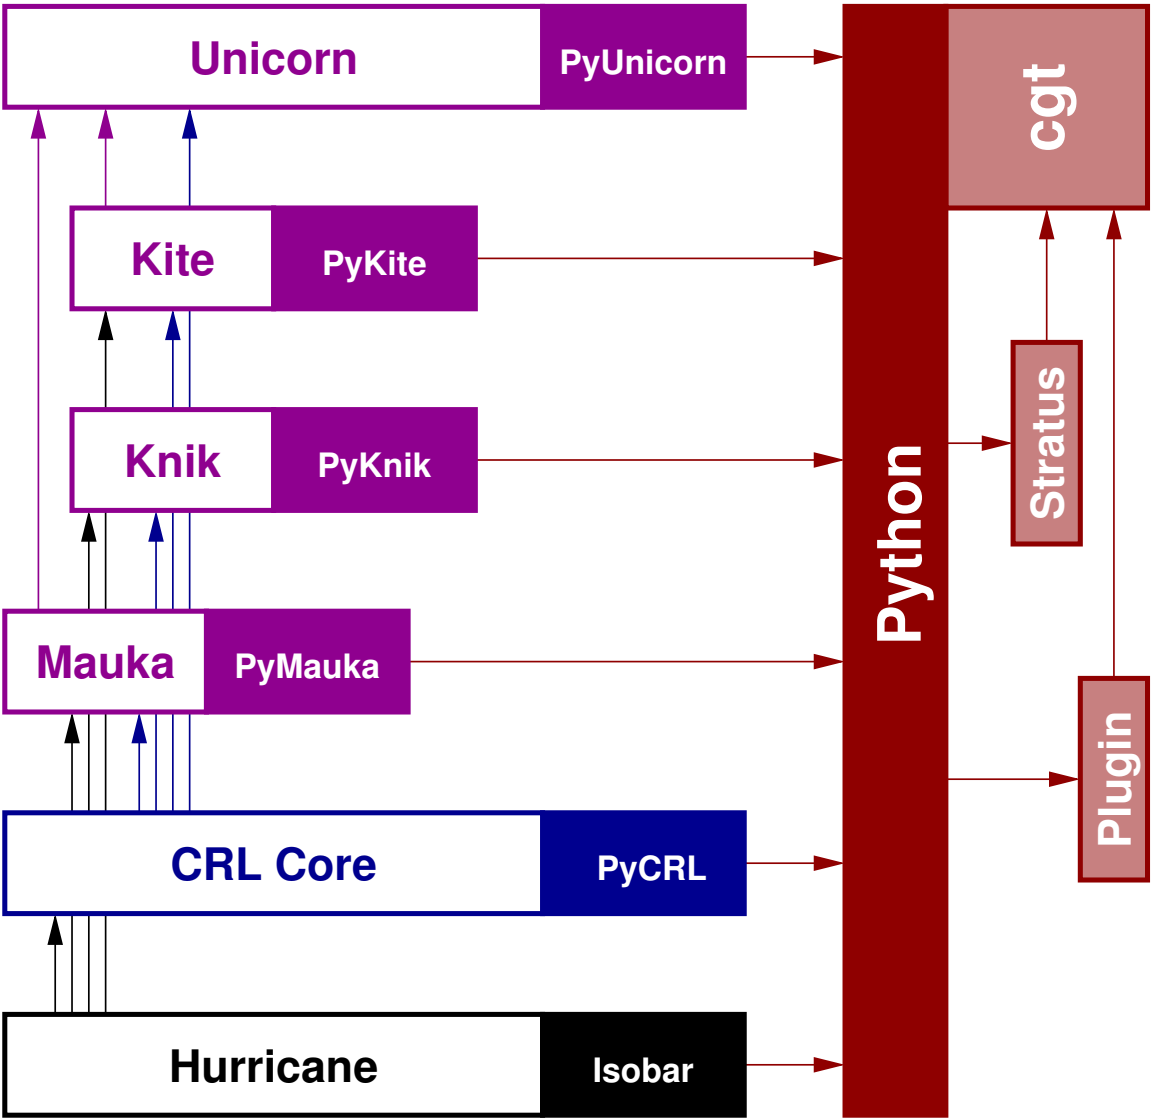 Unicorn
PyUnicorn
cgt
Kite
PyKite
Stratus
Knik
PyKnik
Python
Mauka
PyMauka
Plugin
CRL Core
PyCRL
Hurricane
Isobar